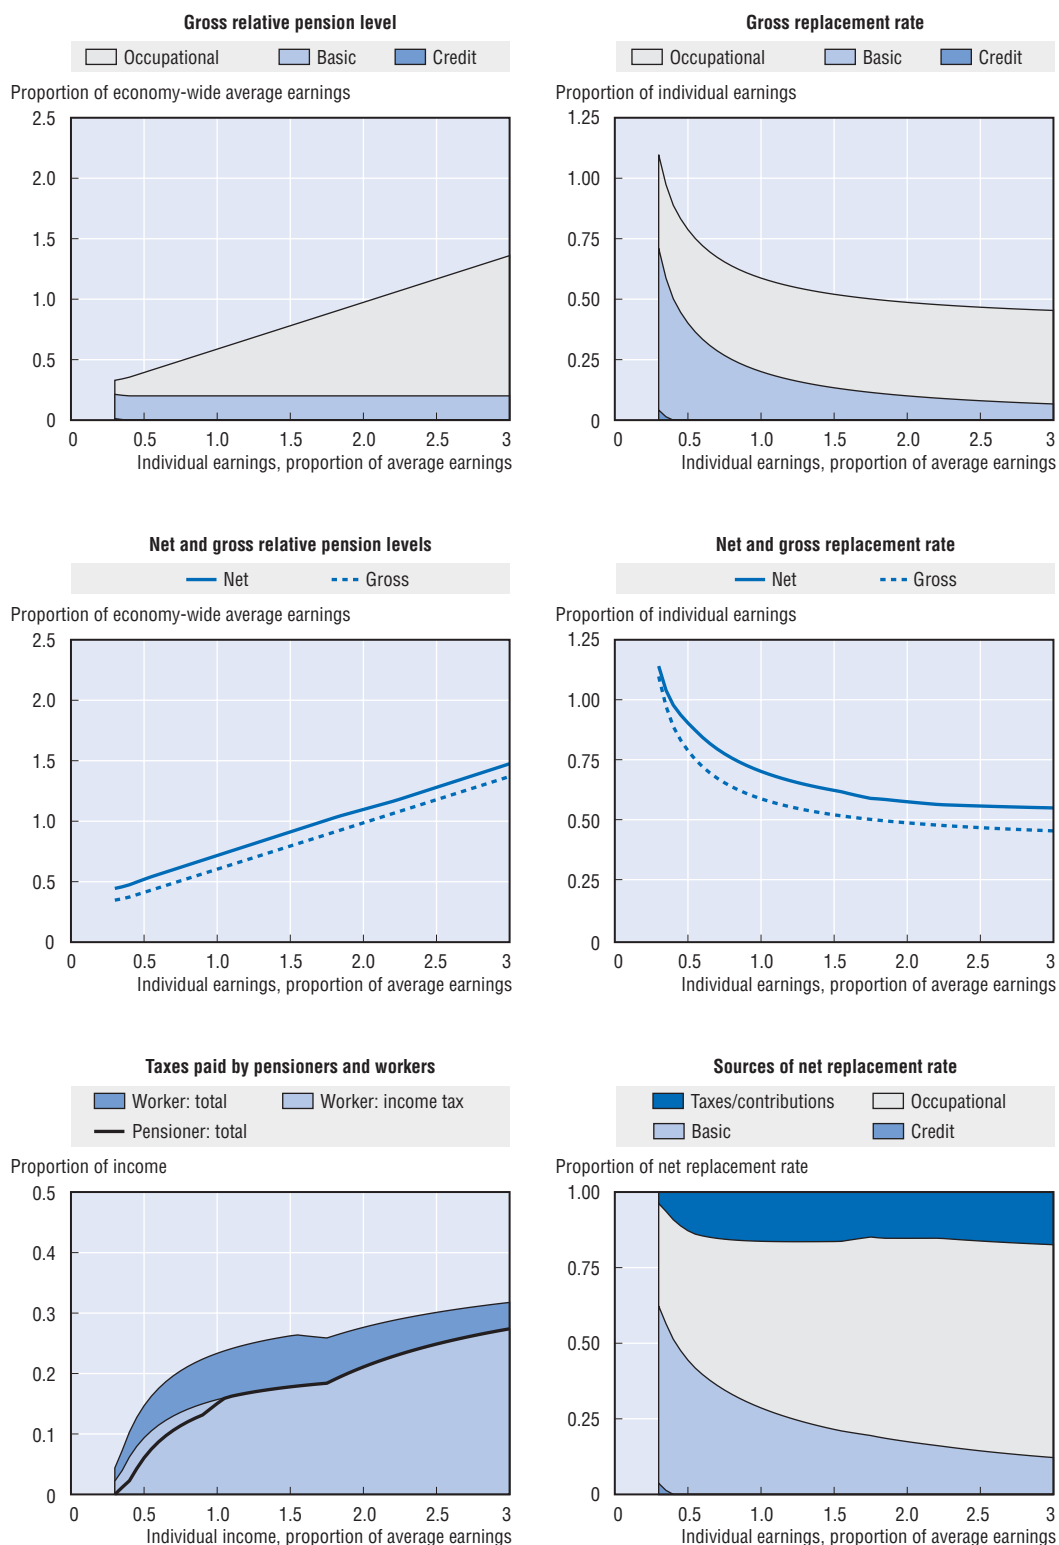 Gross relative pension level
Occupational Basic Credit
Proportion of economy-wide average earnings
2.5
2.0
1.5
1.0
0.5
0
0 0.5 1.0 1.5 2.0 2.5 3
Individual earnings, proportion of average earnings
Gross replacement rate
Occupational Basic Credit
Proportion of individual earnings
1.25
1.00
0.75
0.50
0.25
0
0 0.5 1.0 1.5 2.0 2.5 3
Individual earnings, proportion of average earnings
Net and gross relative pension levels
Net Gross
Proportion of economy-wide average earnings
2.5
2.0
1.5
1.0
0.5
0
0 0.5 1.0 1.5 2.0 2.5 3
Individual earnings, proportion of average earnings
Net and gross replacement rate
Net Gross
Proportion of individual earnings
1.25
1.00
0.75
0.50
0.25
0
0 0.5 1.0 1.5 2.0 2.5 3
Individual earnings, proportion of average earnings
Taxes paid by pensioners and workers
Worker: total Worker: income tax
Pensioner: total
Proportion of income
0.5
0.4
0.3
0.2
0.1
0
0 0.5 1.0 1.5 2.0 2.5 3
Individual income, proportion of average earnings
Sources of net replacement rate
Taxes/contributions Occupational
Basic Credit
Proportion of net replacement rate
1.00
0.75
0.50
0.25
0
0 0.5 1.0 1.5 2.0 2.5 3
Individual earnings, proportion of average earnings